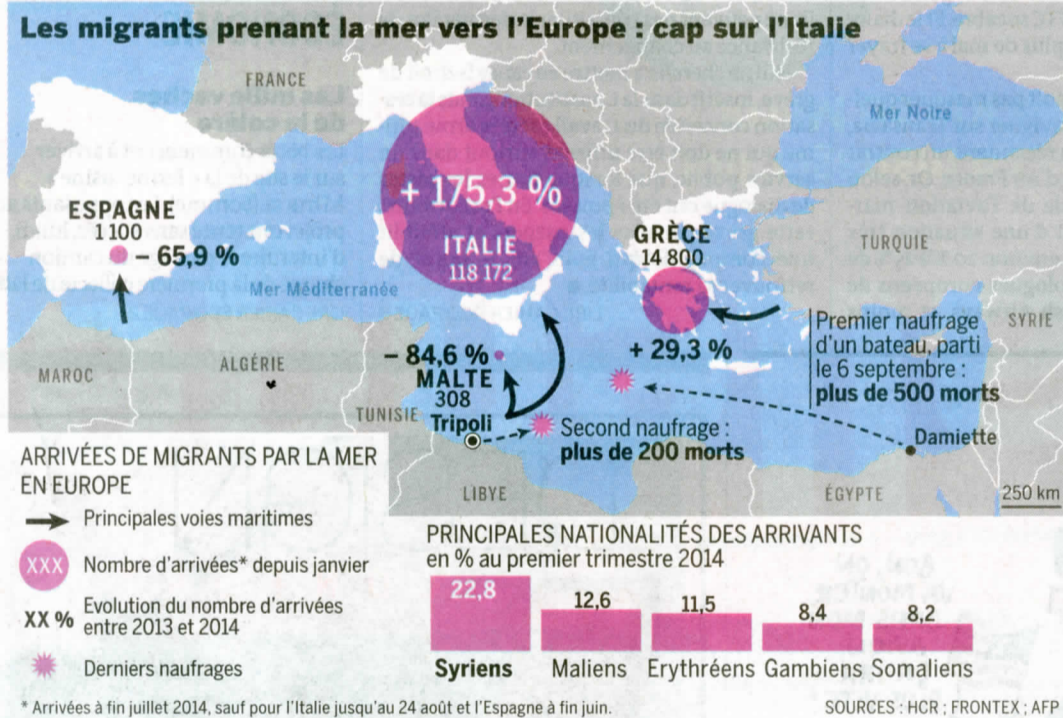 Les migrants prenant la mer vers l'Europe : cap sur l'Italie
FRANCE
Mer Noire
ESPAGNE
1 100
– 65,9 %
+ 175,3 %
ITALIE
118 172
GRÈCE
14 800
+ 29,3 %
TURQUIE
SYRIE
Mer Méditerranée
Premier naufrage
d'un bateau, parti
le 6 septembre :
plus de 500 morts
MAROC
ALGÉRIE
– 84,6 %
MALTE
308
TUNISIE
Tripoli
Second naufrage :
plus de 200 morts
Damiette
LIBYE
ÉGYPTE
250 km
ARRIVÉES DE MIGRANTS PAR LA MER
EN EUROPE
Principales voies maritimes
XXX
Nombre d'arrivées* depuis janvier
XX %
Evolution du nombre d'arrivées
entre 2013 et 2014
Derniers naufrages
PRINCIPALES NATIONALITÉS DES ARRIVANTS
en % au premier trimestre 2014
22,8 12,6 11,5 8,4 8,2
Syriens Maliens Erythréens Gambiens Somaliens
* Arrivées à fin juillet 2014, sauf pour l'Italie jusqu'au 24 août et l'Espagne à fin juin.
SOURCES : HCR ; FRONTEX ; AFP